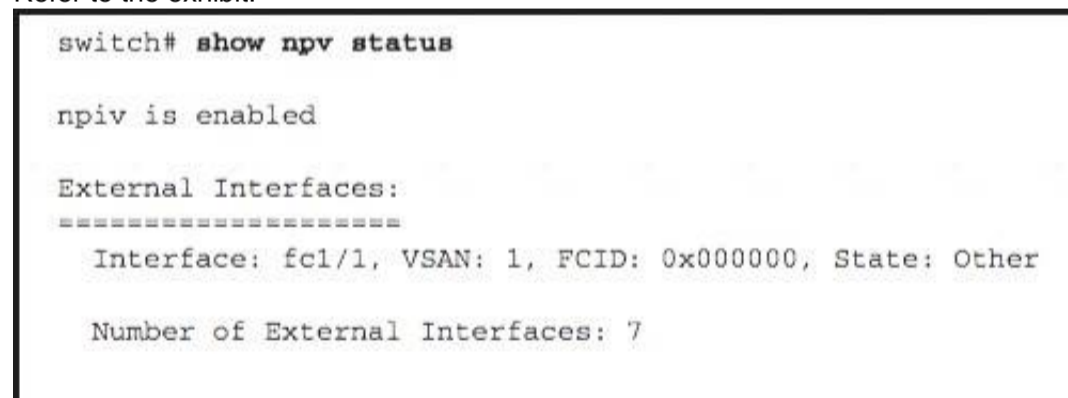 Refer to the exhibit.
switch# show npv status
npiv is enabled
External Interfaces:
====================
Interface: fc1/1, VSAN: 1, FCID: 0x000000, State: Other
Number of External Interfaces: 7